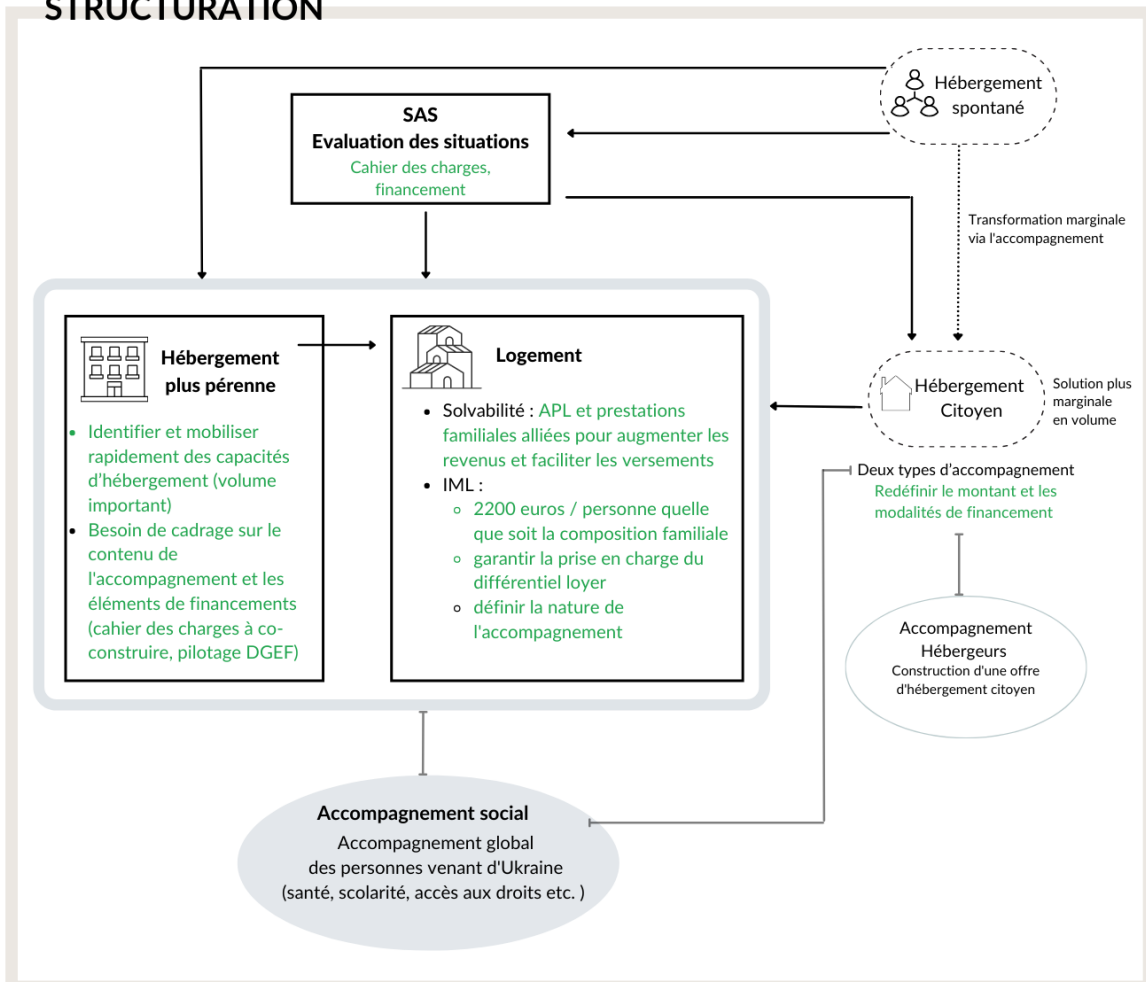 STRUCTURATION
Hébergement
spontané
SAS
Evaluation des situations
Cahier des charges,
financement
Transformation marginale
via l'accompagnement
Hébergement
plus pérenne
• Identifier et mobiliser
rapidement des capacités
d'hébergement (volume
important)
• Besoin de cadrage sur le
contenu de
l'accompagnement et les
éléments de financements
(cahier des charges à co-
construire, pilotage DGEF)
Logement
• Solvabilité : APL et prestations
familiales alliées pour augmenter les
revenus et faciliter les versements
• IML :
◦ 2200 euros / personne quelle
que soit la composition familiale
◦ garantir la prise en charge du
différentiel loyer
◦ définir la nature de
l'accompagnement
Hébergement
Citoyen
Solution plus
marginale
en volume
Deux types d'accompagnement
Redéfinir le montant et les
modalités de financement
Accompagnement
Hébergeurs
Construction d'une offre
d'hébergement citoyen
Accompagnement social
Accompagnement global
des personnes venant d'Ukraine
(santé, scolarité, accès aux droits etc. )